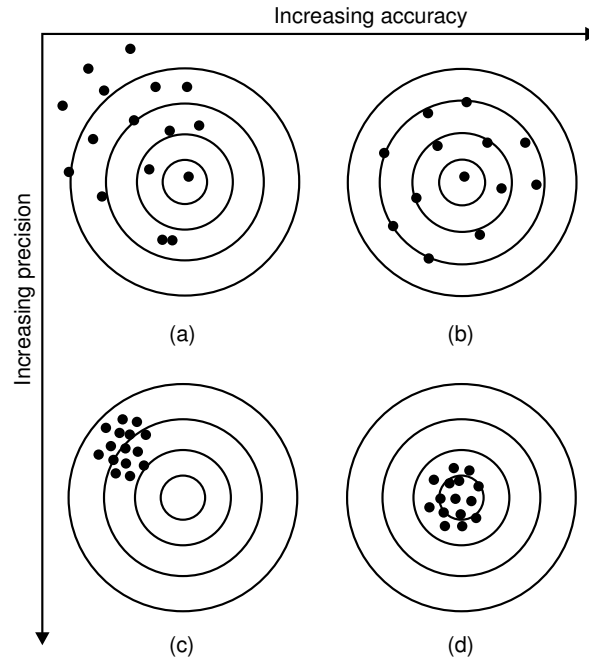 Increasing accuracy
Increasing precision
(a)
(b)
(c)
(d)